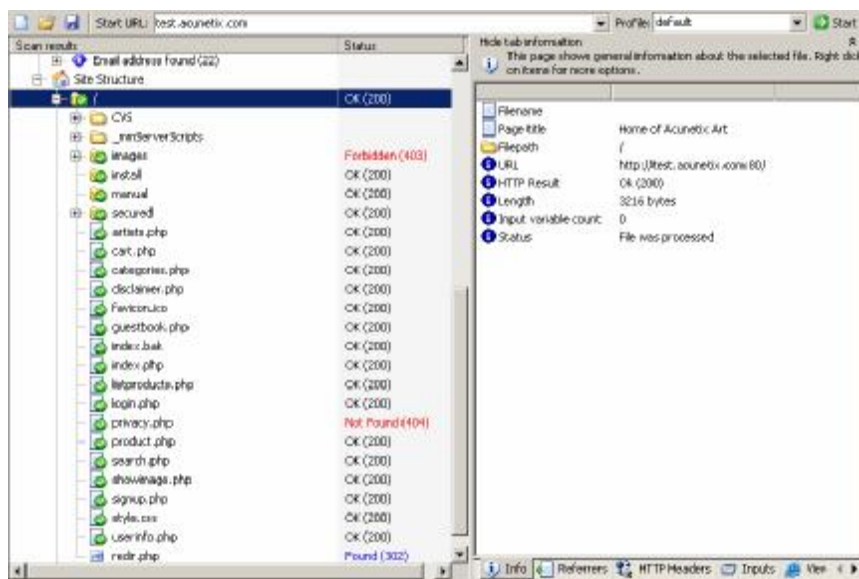 Start URL: test.acunetix.com Profile: default Start
Scan results Status
Email address found (22)
Site Structure
/ OK (200)
CVS
_mmServerScripts
images Forbidden (403)
install OK (200)
manual OK (200)
secured OK (200)
artists.php OK (200)
cart.php OK (200)
categories.php OK (200)
disclaimer.php OK (200)
favicon.ico OK (200)
guestbook.php OK (200)
index.bak OK (200)
index.php OK (200)
listproducts.php OK (200)
login.php OK (200)
privacy.php Not Found (404)
product.php OK (200)
search.php OK (200)
showimage.php OK (200)
signup.php OK (200)
style.css OK (200)
userinfo.php OK (200)
redir.php Found (302)
Hide tab information
This page shows general information about the selected file. Right click
on items for more options.
Filename
Page title Home of Acunetix Art
Filepath /
URL http://test.acunetix.com:80/
HTTP Result OK (200)
Length 3216 bytes
Input variable count 0
Status File was processed
Info Referrers HTTP Headers Inputs View